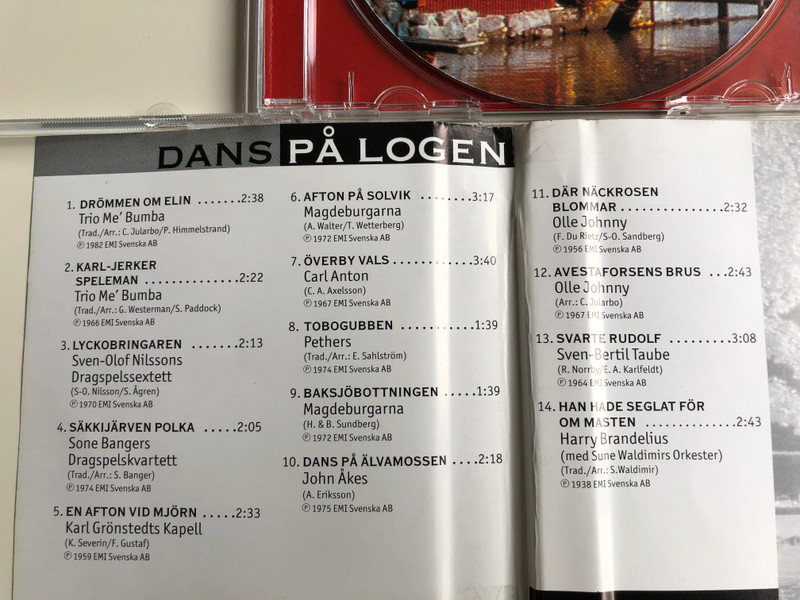 DANS PÅ LOGEN
1. DRÖMMEN OM ELIN .......2:38
Trio Me' Bumba
(Trad./Arr.: C. Jularbo/P. Himmelstrand)
℗ 1982 EMI Svenska AB
2. KARL-JERKER
SPELEMAN ...............2:22
Trio Me' Bumba
(Trad./Arr.: G. Westerman/S. Paddock)
℗ 1966 EMI Svenska AB
3. LYCKOBRINGAREN ........2:13
Sven-Olof Nilssons
Dragspelssextett
(S-O. Nilsson/S. Ågren)
℗ 1970 EMI Svenska AB
4. SÄKKIJÄRVEN POLKA .....2:05
Sone Bangers
Dragspelskvartett
(Trad./Arr.: S. Banger)
℗ 1974 EMI Svenska AB
5. EN AFTON VID MJÖRN .....2:33
Karl Grönstedts Kapell
(K. Severin/F. Gustaf)
℗ 1959 EMI Svenska AB
6. AFTON PÅ SOLVIK ........3:17
Magdeburgarna
(A. Walter/T. Wetterberg)
℗ 1972 EMI Svenska AB
7. ÖVERBY VALS ............3:40
Carl Anton
(C. A. Axelsson)
℗ 1967 EMI Svenska AB
8. TOBOGUBBEN ...........1:39
Pethers
(Trad./Arr.: E. Sahlström)
℗ 1974 EMI Svenska AB
9. BAKSJÖBOTTNINGEN .....1:39
Magdeburgarna
(H. & B. Sundberg)
℗ 1972 EMI Svenska AB
10. DANS PÅ ÄLVAMOSSEN ....2:18
John Åkes
(A. Eriksson)
℗ 1975 EMI Svenska AB
11. DÄR NÄCKROSEN
BLOMMAR ................2:32
Olle Johnny
(F. Du Rietz/S-O. Sandberg)
℗ 1956 EMI Svenska AB
12. AVESTAFORSENS BRUS ...2:43
Olle Johnny
(Arr.: C. Jularbo)
℗ 1967 EMI Svenska AB
13. SVARTE RUDOLF .........3:08
Sven-Bertil Taube
(R. Norrby/E. A. Karlfeldt)
℗ 1964 EMI Svenska AB
14. HAN HADE SEGLAT FÖR
OM MASTEN .............2:43
Harry Brandelius
(med Sune Waldimirs Orkester)
(Trad./Arr.: S.Waldimir)
℗ 1938 EMI Svenska AB